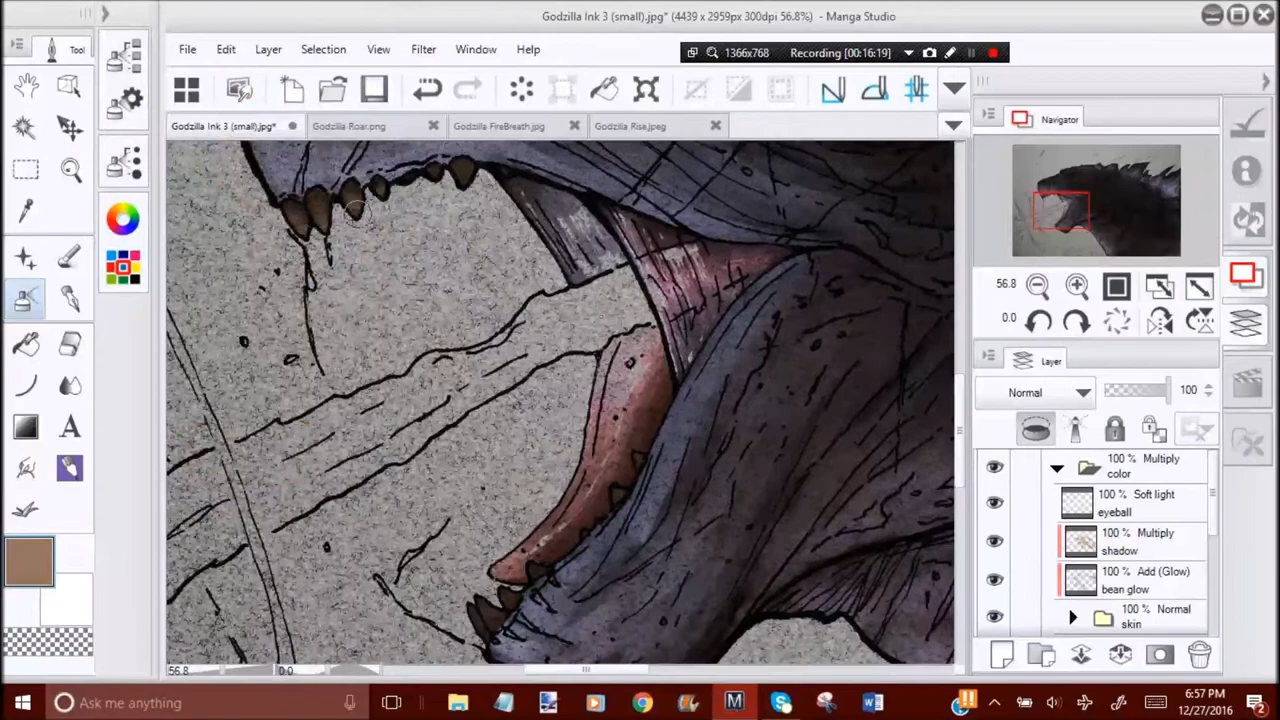 Godzilla Ink 3 (small).jpg* (4439 x 2959px 300dpi 56.8%) - Manga Studio
Tool
File Edit Layer Selection View Filter Window Help
1366x768 Recording [00:16:19]
Godzilla Ink 3 (small).jpg* Godzilla Roar.png Godzilla FireBreath.jpg Godzilla Rise.jpeg
Navigator
56.8
0.0
Layer
Normal 100
100 % Multiply
color
100 % Soft light
eyeball
100 % Multiply
shadow
100 % Add (Glow)
bean glow
100 % Normal
skin
56.8 0.0
Ask me anything
6:57 PM
12/27/2016
2